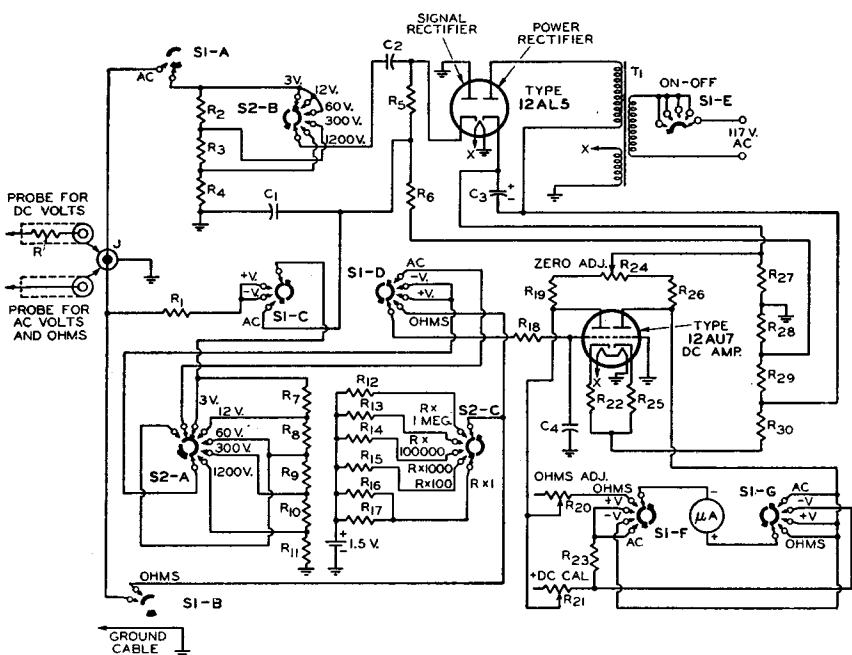 SIGNAL
RECTIFIER
POWER
RECTIFIER
S1-A
AC
C2
3V.
12V.
60 V.
300 V.
1200V.
S2-B
R2
R3
R4
R5
R6
C1
TYPE
12AL5
X
C3
+
-
T1
X
ON-OFF
S1-E
117 V.
AC
PROBE FOR
DC VOLTS
R'
J
PROBE FOR
AC VOLTS
AND OHMS
R1
+V.
-V.
AC
S1-C
S1-D
AC
-V.
+V.
OHMS
ZERO ADJ.
R24
R19
R26
R27
R28
R29
R30
R18
TYPE
12AU7
DC AMP.
X
R22
R25
C4
3V.
12 V.
60 V.
300 V.
1200V.
S2-A
R7
R8
R9
R10
R11
R12
R13
R14
R15
R16
R17
RX
1 MEG.
RX
100000
RX1000
RX100
RX1
S2-C
+
-
1.5 V.
OHMS ADJ.
R20
OHMS
+V
-V.
AC
S1-F
-
μA
+
S1-G
AC
-V.
+V.
OHMS
R23
+DC CAL
R21
OHMS
S1-B
GROUND
CABLE